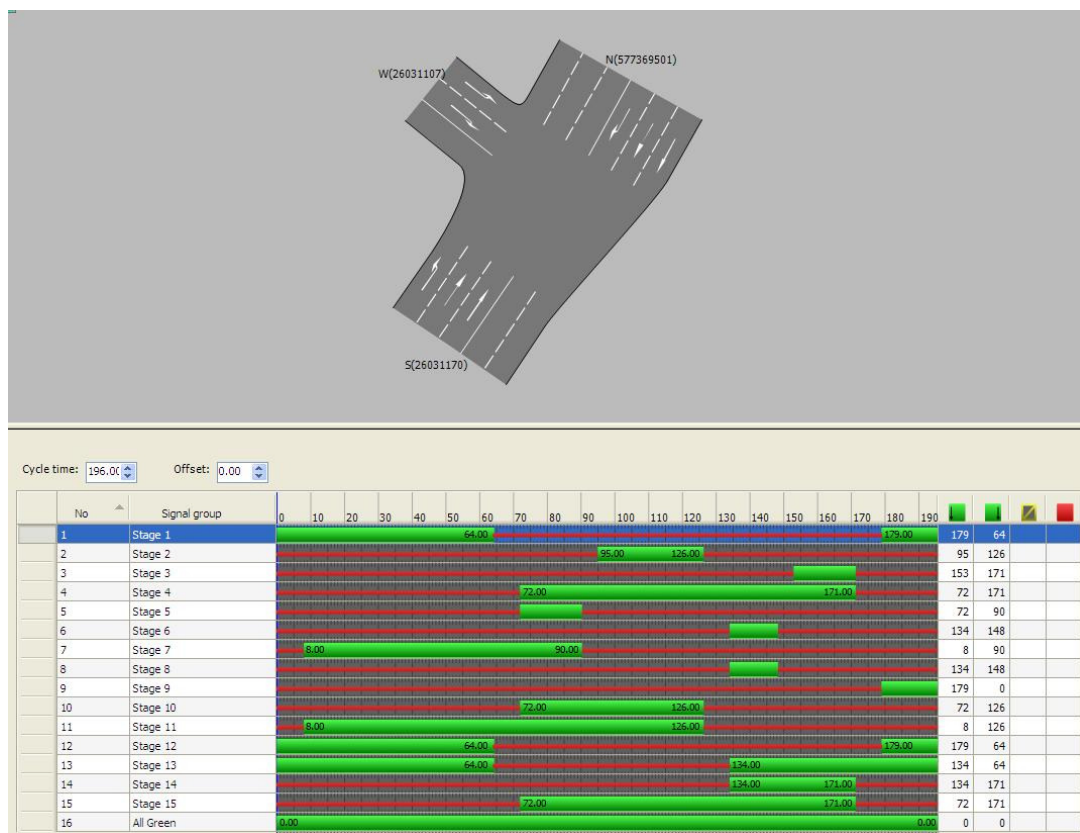 N(577369501)
W(26031107)
S(26031170)
Cycle time: 196.0( Offset: 0.00
No Signal group 0 10 20 30 40 50 60 70 80 90 100 110 120 130 140 150 160 170 180 190
1 Stage 1 64.00 179.00 179 64
2 Stage 2 95.00 126.00 95 126
3 Stage 3 153 171
4 Stage 4 72.00 171.00 72 171
5 Stage 5 72 90
6 Stage 6 134 148
7 Stage 7 8.00 90.00 8 90
8 Stage 8 134 148
9 Stage 9 179 0
10 Stage 10 72.00 126.00 72 126
11 Stage 11 8.00 126.00 8 126
12 Stage 12 64.00 179.00 179 64
13 Stage 13 64.00 134.00 134 64
14 Stage 14 134.00 171.00 134 171
15 Stage 15 72.00 171.00 72 171
16 All Green 0.00 0.00 0 0